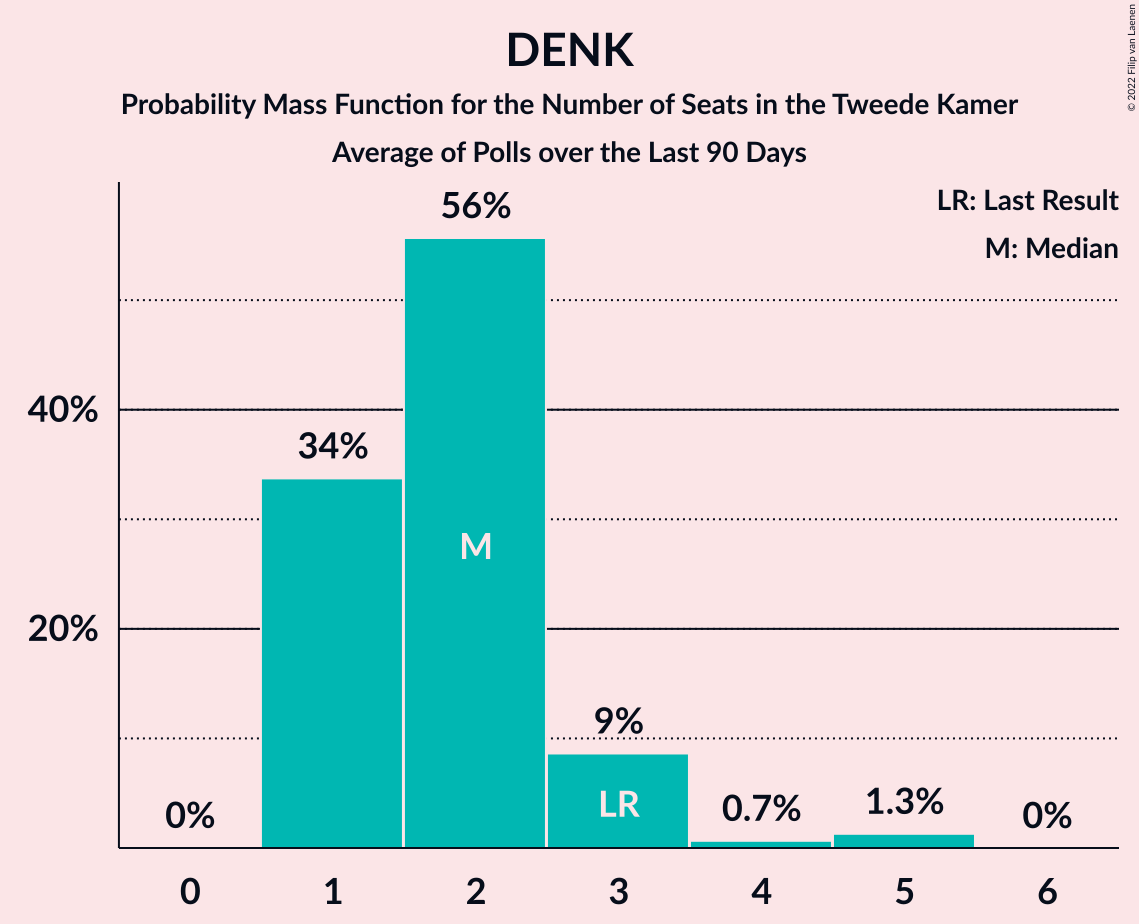 DENK
Probability Mass Function for the Number of Seats in the Tweede Kamer
Average of Polls over the Last 90 Days
© 2022 Filip van Laenen
LR: Last Result
M: Median
56%
40%
34%
M
20%
9%
LR
0%
0.7%
1.3%
0%
0 1 2 3 4 5 6